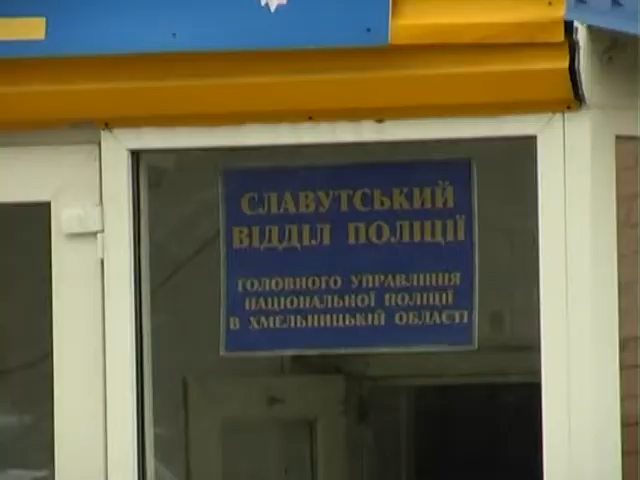 СЛАВУТСЬКИЙ
ВІДДІЛ ПОЛІЦІЇ
ГОЛОВНОГО УПРАВЛІННЯ
НАЦІОНАЛЬНОЇ ПОЛІЦІЇ
В ХМЕЛЬНИЦЬКІЙ ОБЛАСТІ